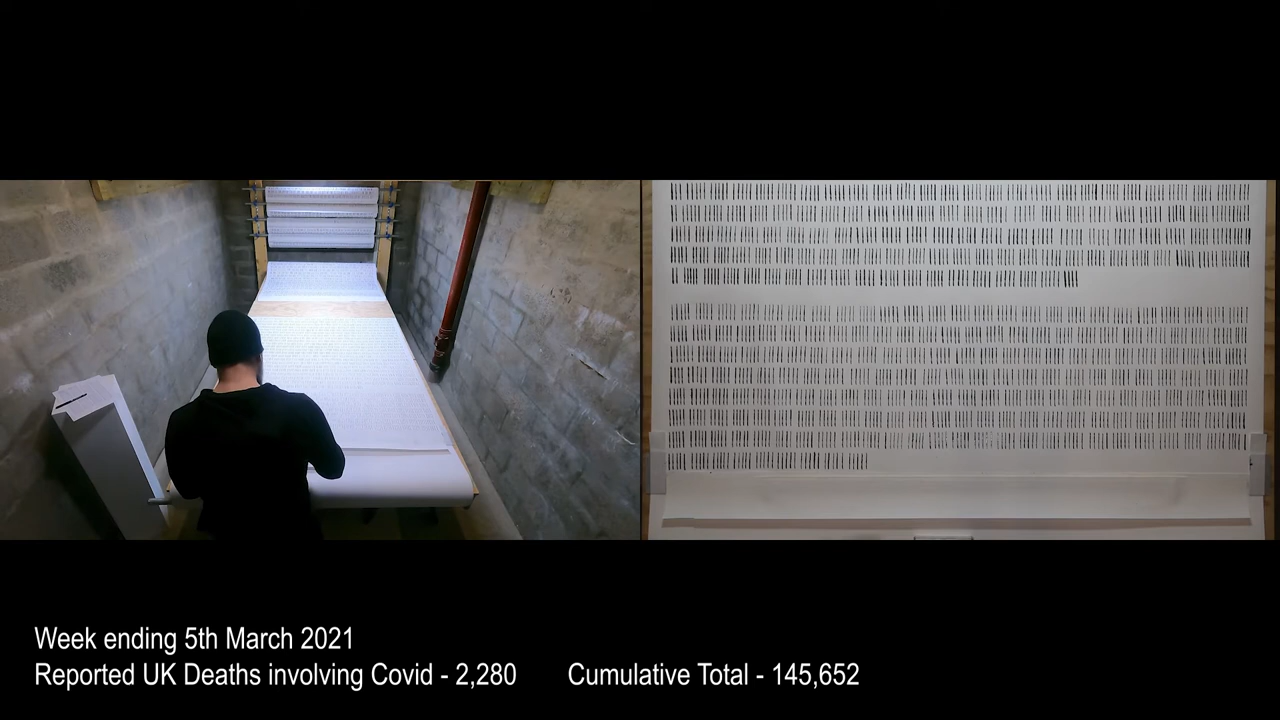 Week ending 5th March 2021
Reported UK Deaths involving Covid - 2,280 Cumulative Total - 145,652